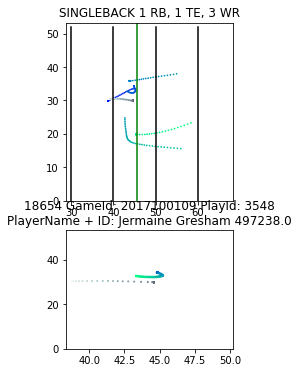 SINGLEBACK 1 RB, 1 TE, 3 WR
50
40
30
20
10
0
30 40 50 60
18654 GameId: 2017100109 PlayId: 3548
PlayerName + ID: Jermaine Gresham 497238.0
40
20
0
40.0 42.5 45.0 47.5 50.0